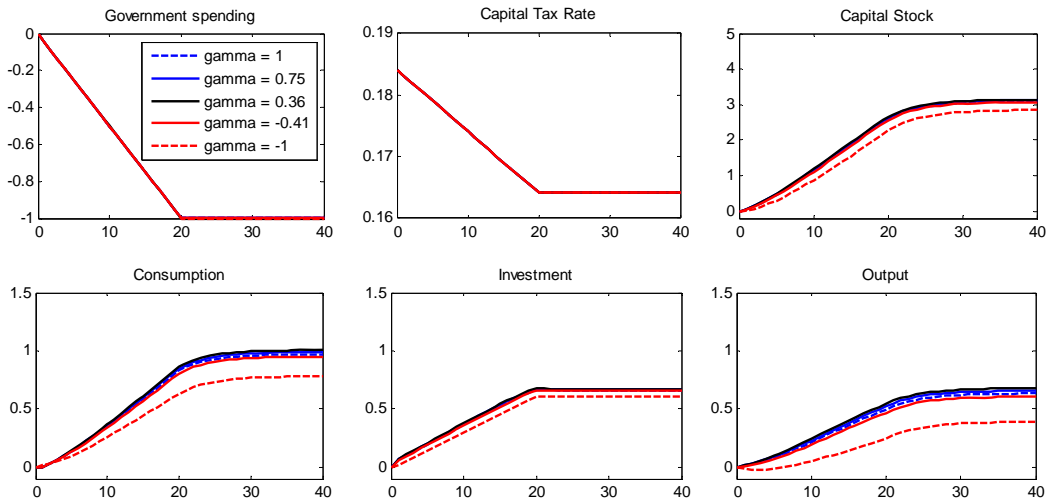 Government spending
0
-0.2
-0.4
-0.6
-0.8
-1
0 10 20 30 40
gamma = 1
gamma = 0.75
gamma = 0.36
gamma = -0.41
gamma = -1
Capital Tax Rate
0.19
0.18
0.17
0.16
0 10 20 30 40
Capital Stock
5
4
3
2
1
0
0 10 20 30 40
Consumption
1.5
1
0.5
0
0 10 20 30 40
Investment
1.5
1
0.5
0
0 10 20 30 40
Output
1.5
1
0.5
0
0 10 20 30 40